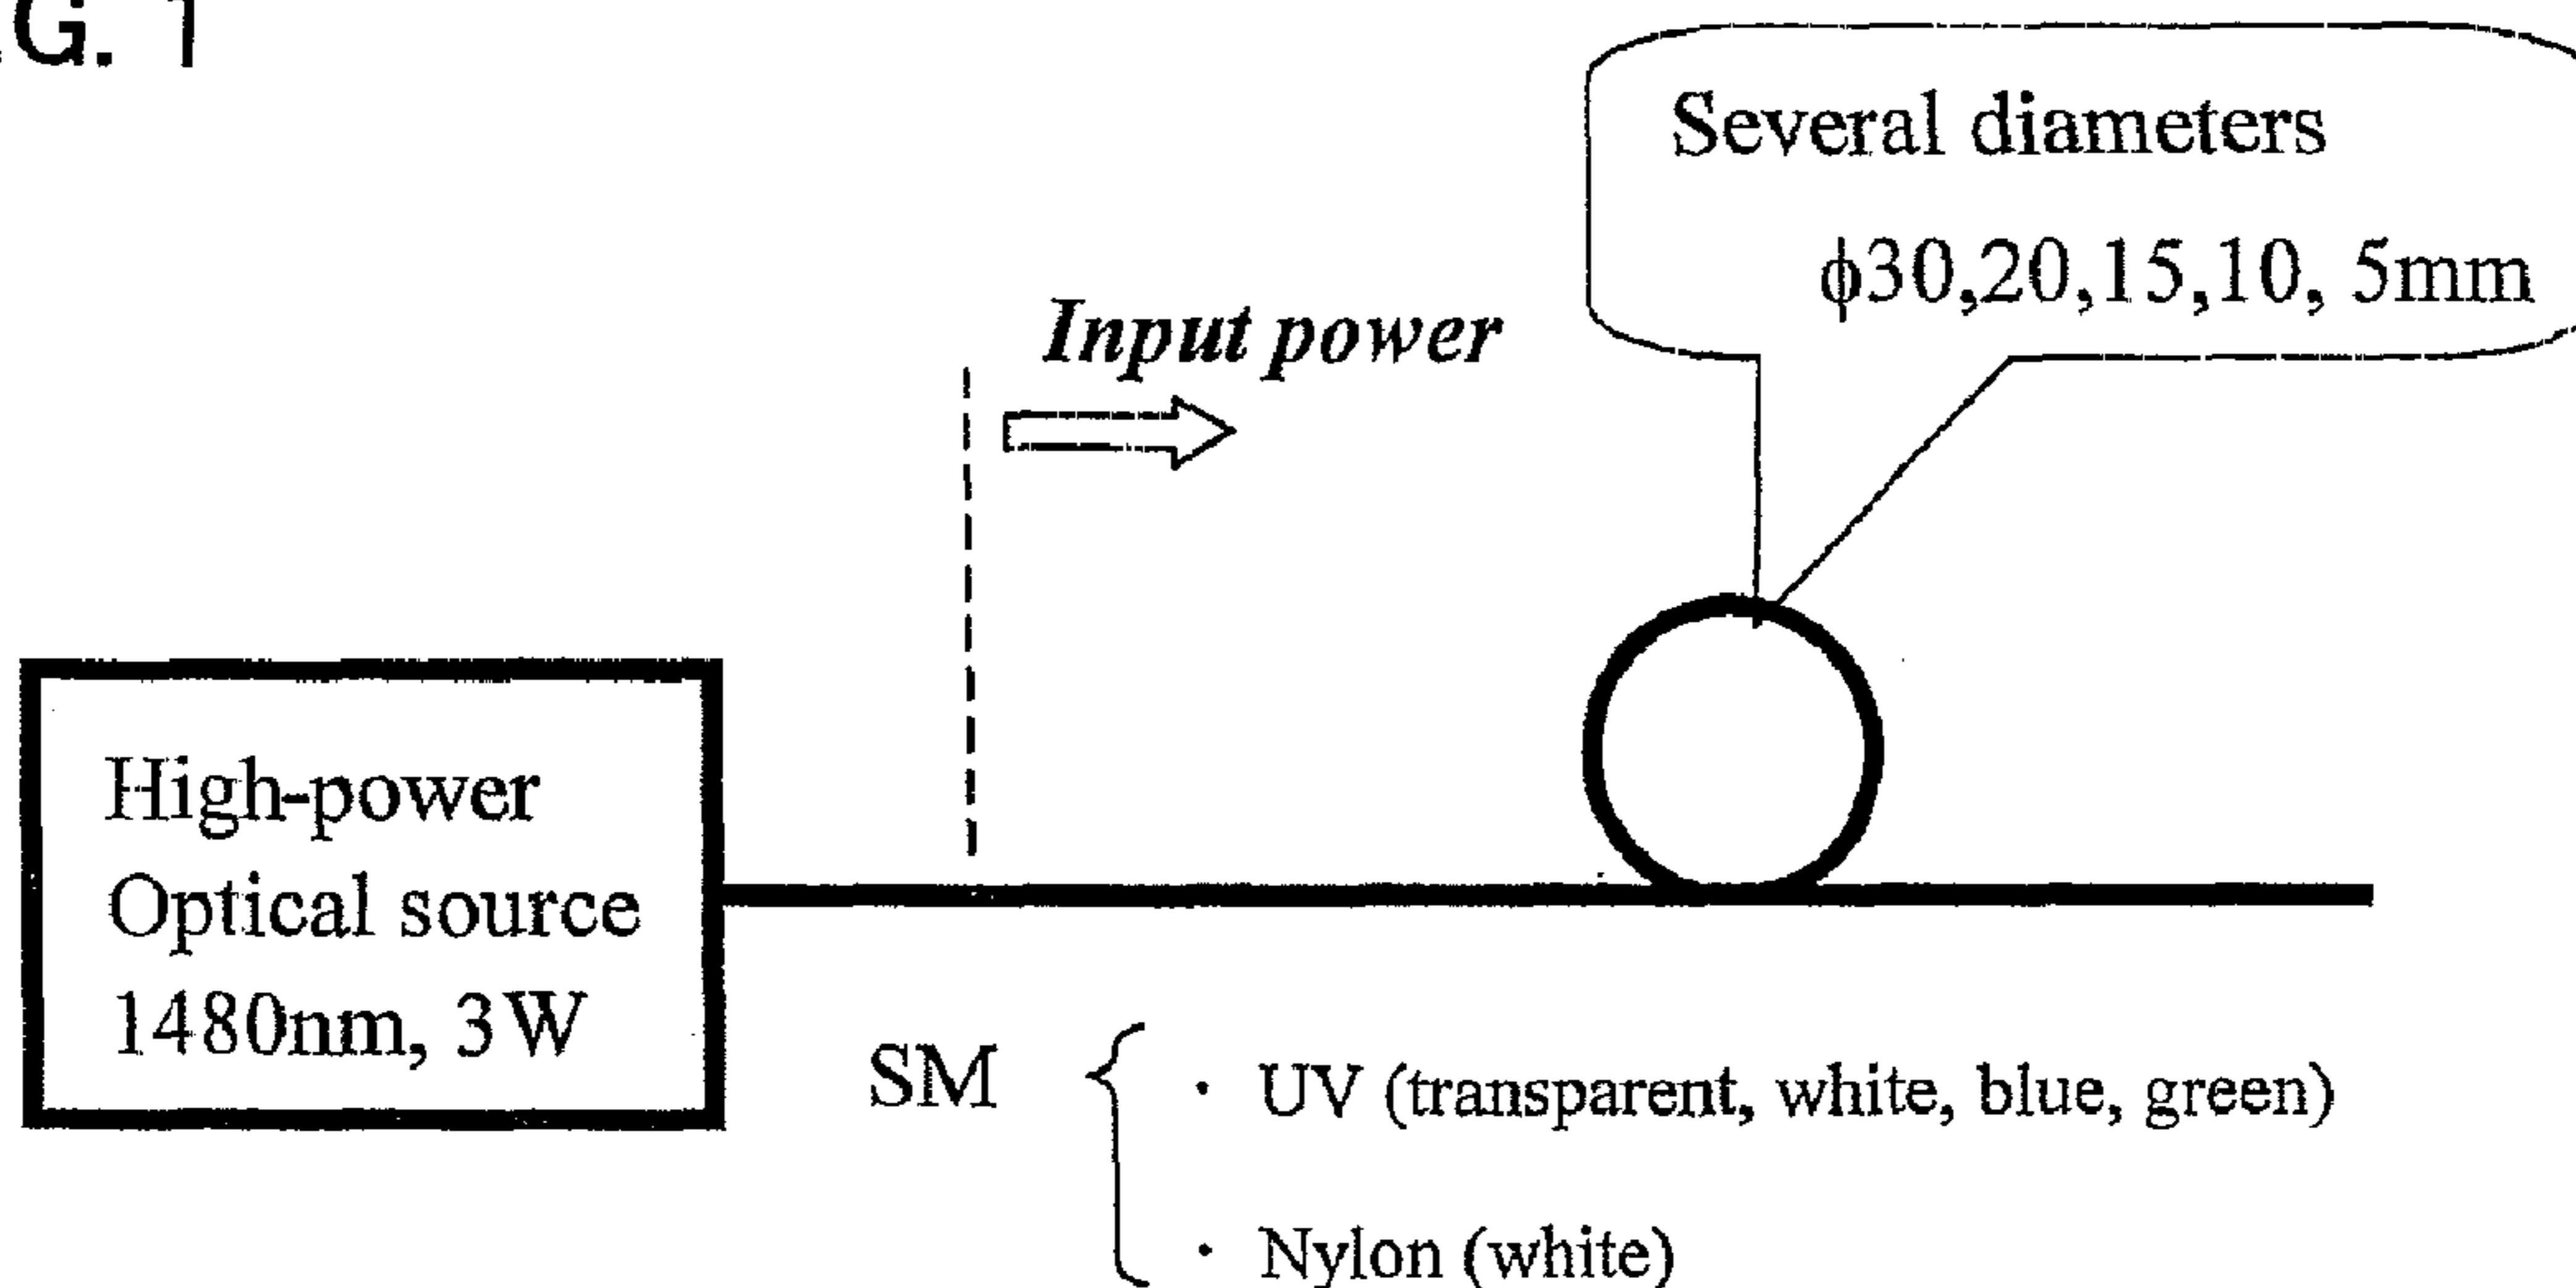 G. 1
Several diameters
ϕ30,20,15,10, 5mm
Input power
High-power
Optical source
1480nm, 3W
SM
· UV (transparent, white, blue, green)
· Nylon (white)